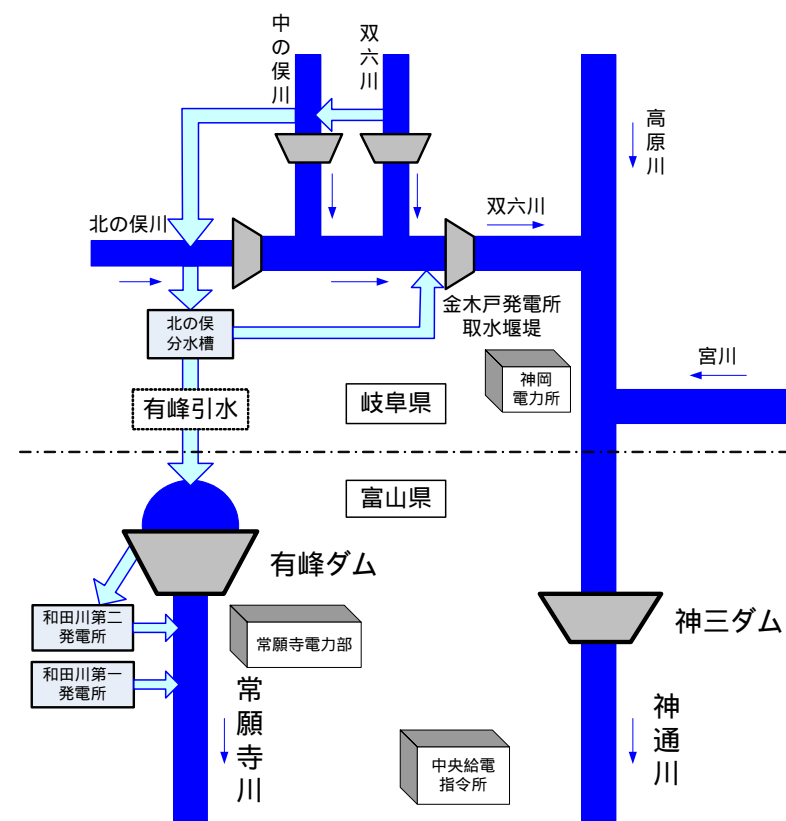 中の俣川
双六川
高原川
北の俣川
双六川
金木戸発電所
取水堰堤
北の俣
分水槽
宮川
神岡
電力所
有峰引水
岐阜県
富山県
有峰ダム
和田川第二
発電所
常願寺電力部
神三ダム
和田川第一
発電所
常願寺川
神通川
中央給電
指令所